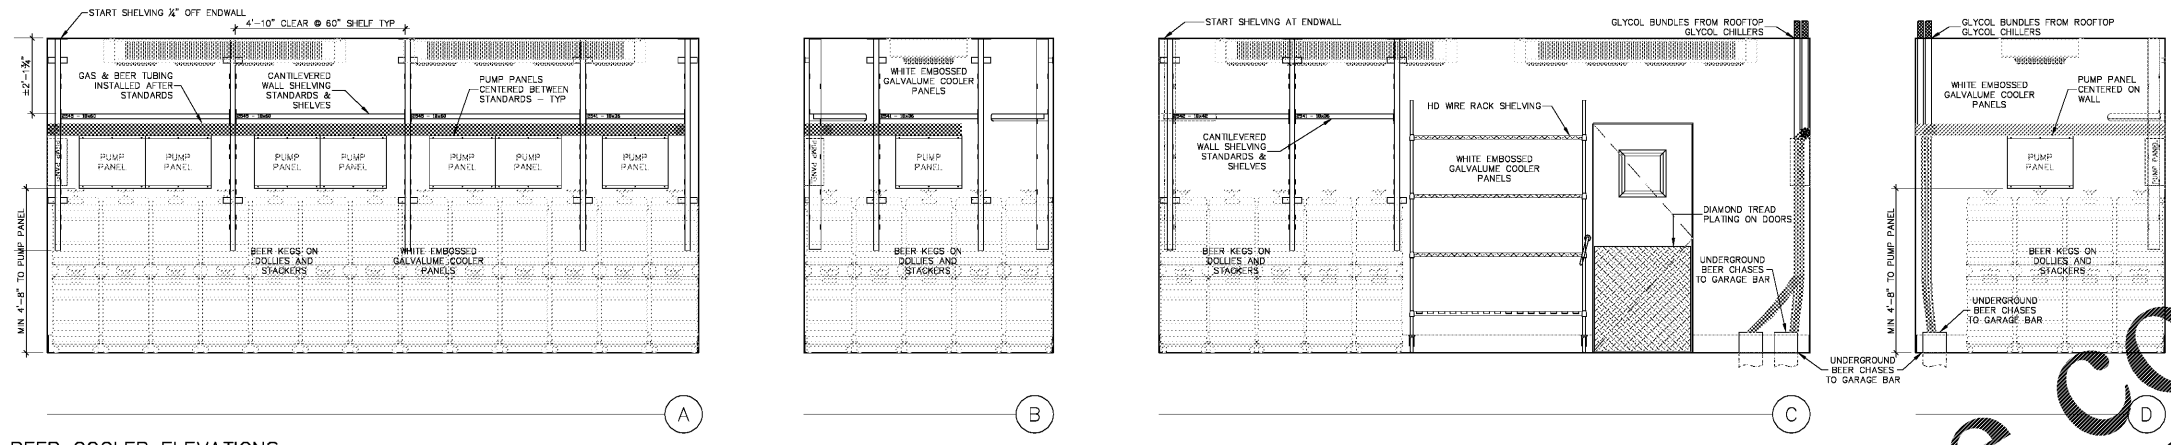 START SHELVING ¼" OFF ENDWALL
4'-10" CLEAR @ 60" SHELF TYP
±2'-1¾"
GAS & BEER TUBING
INSTALLED AFTER
STANDARDS
CANTILEVERED
WALL SHELVING
STANDARDS &
SHELVES
PUMP PANELS
CENTERED BETWEEN
STANDARDS - TYP
PUMP PANEL
PUMP
PANEL
PUMP
PANEL
PUMP
PANEL
PUMP
PANEL
PUMP
PANEL
PUMP
PANEL
PUMP
PANEL
MIN 4'-8" TO PUMP PANEL
BEER KEGS ON
DOLLIES AND
STACKERS
WHITE EMBOSSED
GALVALUME COOLER
PANELS
A
WHITE EMBOSSED
GALVALUME COOLER
PANELS
PUMP PANEL
PUMP
PANEL
BEER KEGS ON
DOLLIES AND
STACKERS
B
START SHELVING AT ENDWALL
GLYCOL BUNDLES FROM ROOFTOP
GLYCOL CHILLERS
HD WIRE RACK SHELVING
CANTILEVERED
WALL SHELVING
STANDARDS &
SHELVES
WHITE EMBOSSED
GALVALUME COOLER
PANELS
DIAMOND TREAD
PLATING ON DOORS
BEER KEGS ON
DOLLIES AND
STACKERS
UNDERGROUND
BEER CHASES
TO GARAGE BAR
UNDERGROUND
BEER CHASES
TO GARAGE BAR
C
GLYCOL BUNDLES FROM ROOFTOP
GLYCOL CHILLERS
WHITE EMBOSSED
GALVALUME COOLER
PANELS
PUMP PANEL
CENTERED ON
WALL
PUMP
PANEL
PUMP PANEL
MIN 4'-8" TO PUMP PANEL
BEER KEGS ON
DOLLIES AND
STACKERS
UNDERGROUND
BEER CHASES
TO GARAGE BAR
D
BEER COOLER ELEVATIONS